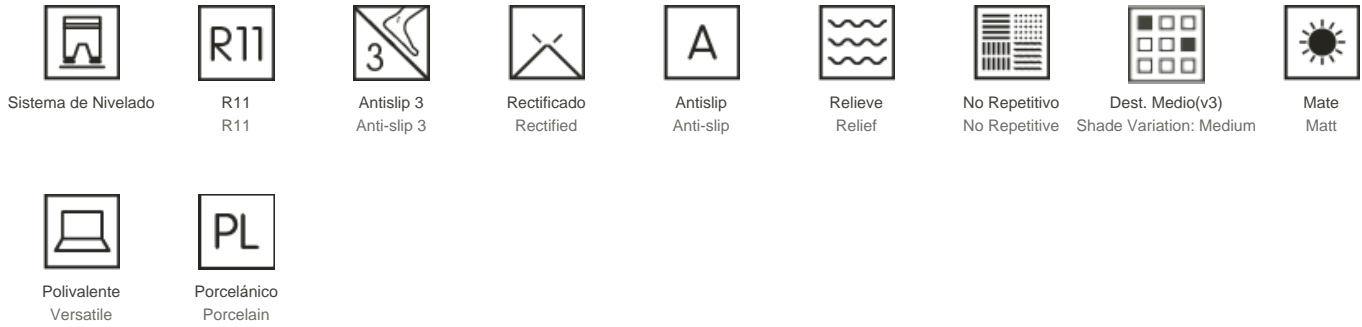 R11
3
A
Sistema de Nivelado R11 Antislip 3 Rectificado Antislip Relieve No Repetitivo Dest. Medio(v3) Mate
R11 Anti-slip 3 Rectified Anti-slip Relief No Repetitive Shade Variation: Medium Matt
PL
Polivalente Porcelánico
Versatile Porcelain